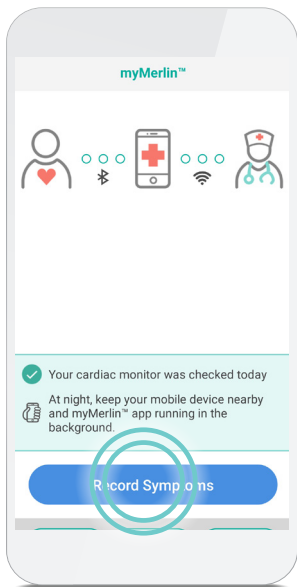 myMerlin™
Your cardiac monitor was checked today
At night, keep your mobile device nearby
and myMerlin™ app running in the
background.
Record Symptoms